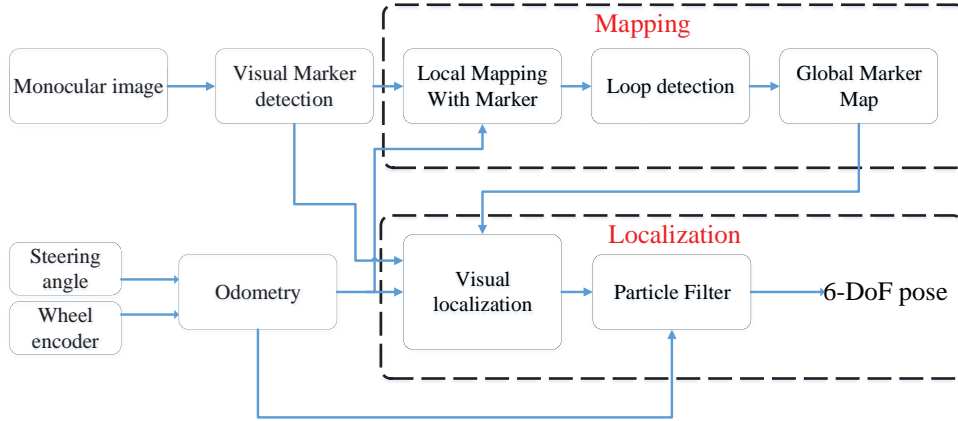 Mapping
Monocular image
Visual Marker
detection
Local Mapping
With Marker
Loop detection
Global Marker
Map
Localization
Steering
angle
Wheel
encoder
Odometry
Visual
localization
Particle Filter
6-DoF pose